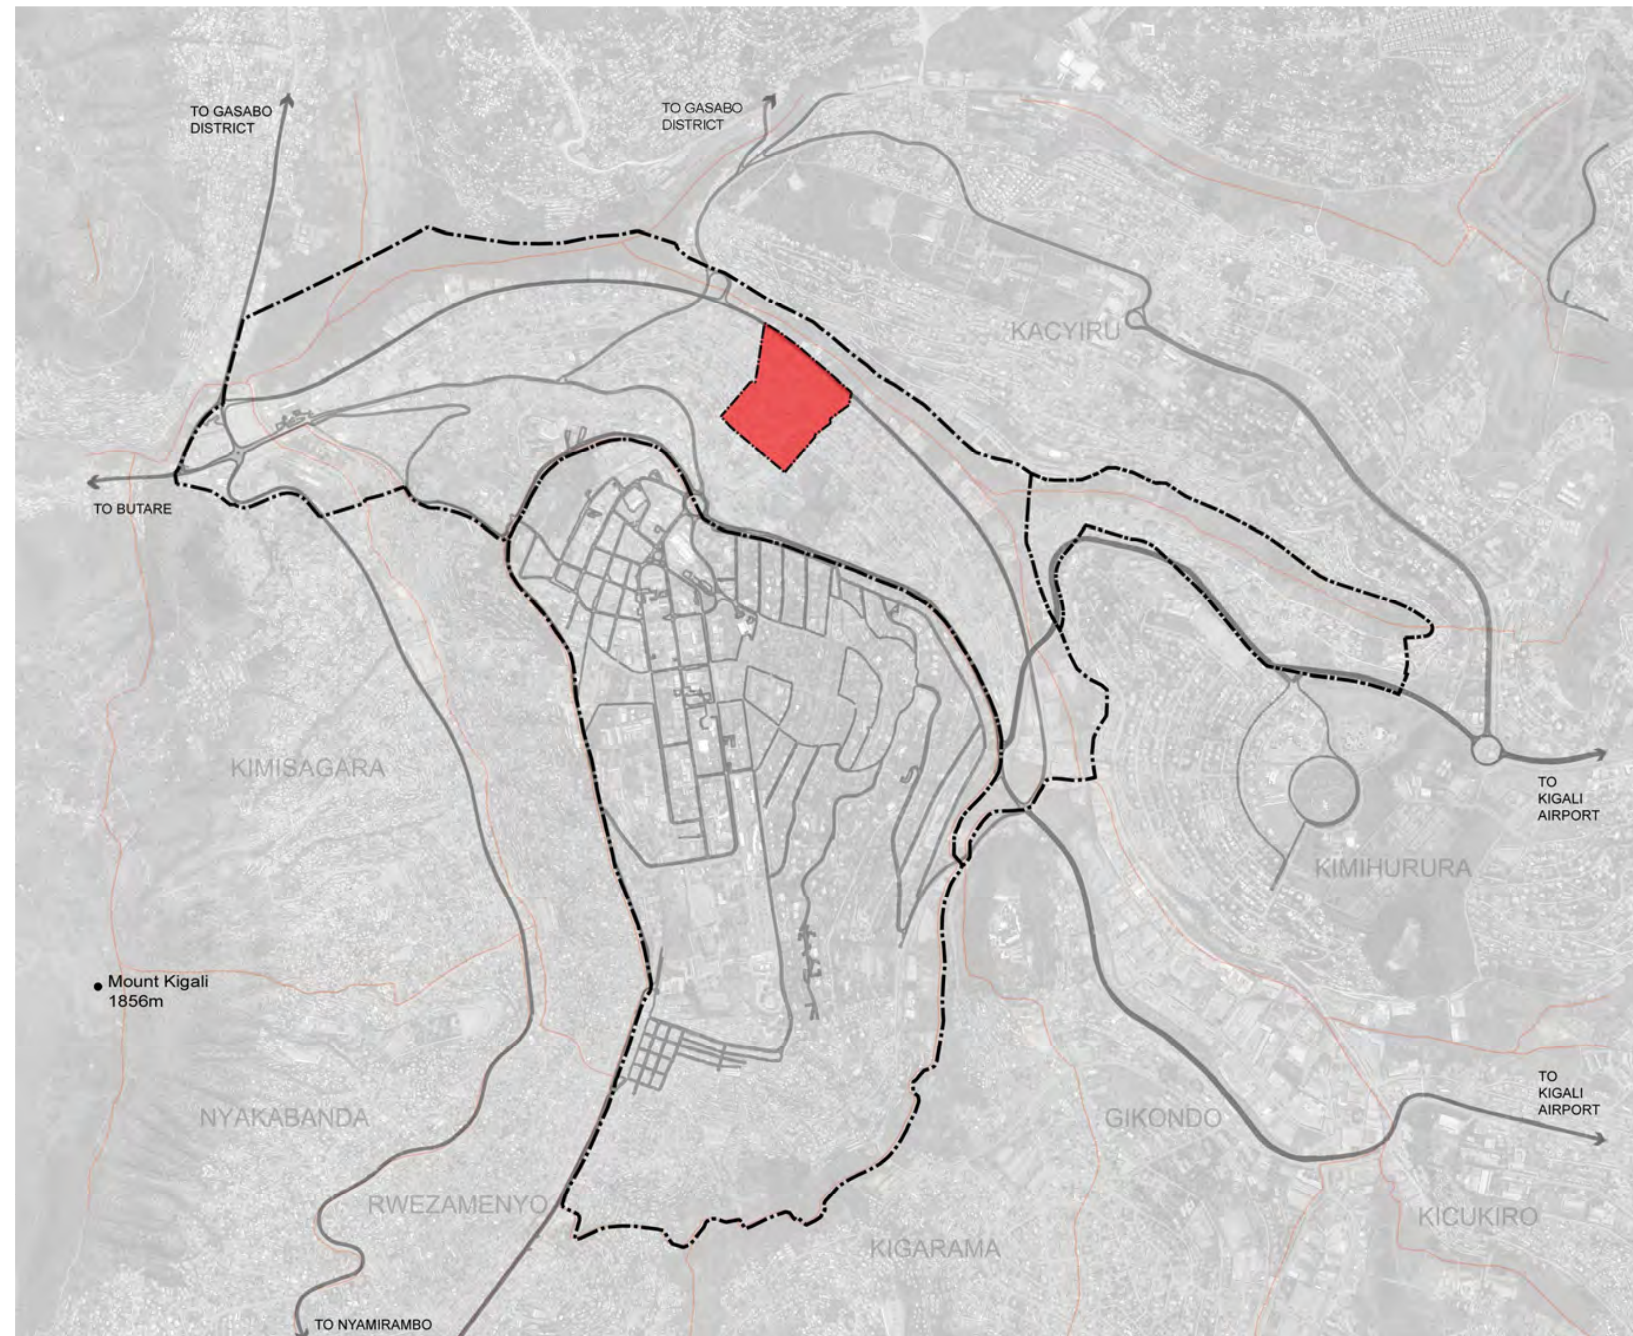 TO GASABO
DISTRICT
TO GASABO
DISTRICT
KACYIRU
TO BUTARE
KIMISAGARA
TO
KIGALI
AIRPORT
KIMIHURURA
Mount Kigali
1856m
TO
KIGALI
AIRPORT
NYAKABANDA
GIKONDO
RWEZAMENYO
KICUKIRO
KIGARAMA
TO NYAMIRAMBO